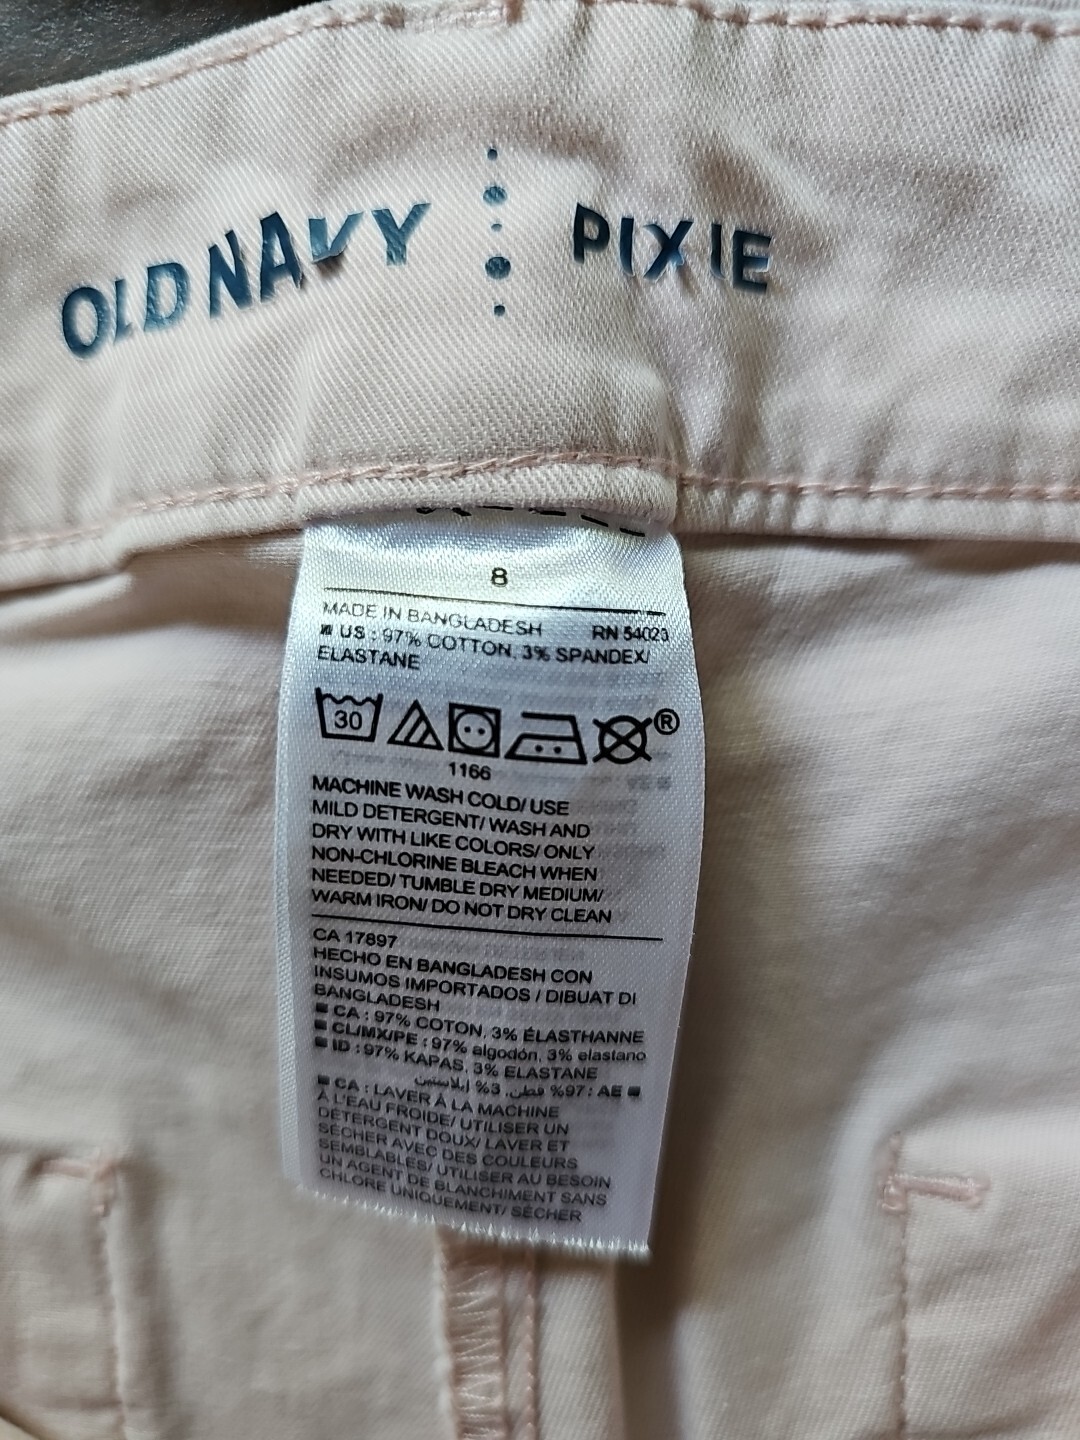 OLD NAVY PIXIE
8
MADE IN BANGLADESH RN 54023
US : 97% COTTON, 3% SPANDEX/
ELASTANE
30 ®
1166
MACHINE WASH COLD/ USE
MILD DETERGENT/ WASH AND
DRY WITH LIKE COLORS/ ONLY
NON-CHLORINE BLEACH WHEN
NEEDED/ TUMBLE DRY MEDIUM/
WARM IRON/ DO NOT DRY CLEAN
CA 17897
HECHO EN BANGLADESH CON
INSUMOS IMPORTADOS / DIBUAT DI
BANGLADESH
CA : 97% COTON, 3% ÉLASTHANNE
CL/MX/PE : 97% algodón, 3% elastano
ID : 97% KAPAS, 3% ELASTANE
AE : 97% قطن, 3% إيلاستين
CA : LAVER À LA MACHINE
À L'EAU FROIDE/ UTILISER UN
DÉTERGENT DOUX/ LAVER ET
SÉCHER AVEC DES COULEURS
SEMBLABLES/ UTILISER AU BESOIN
UN AGENT DE BLANCHIMENT SANS
CHLORE UNIQUEMENT/ SÉCHER